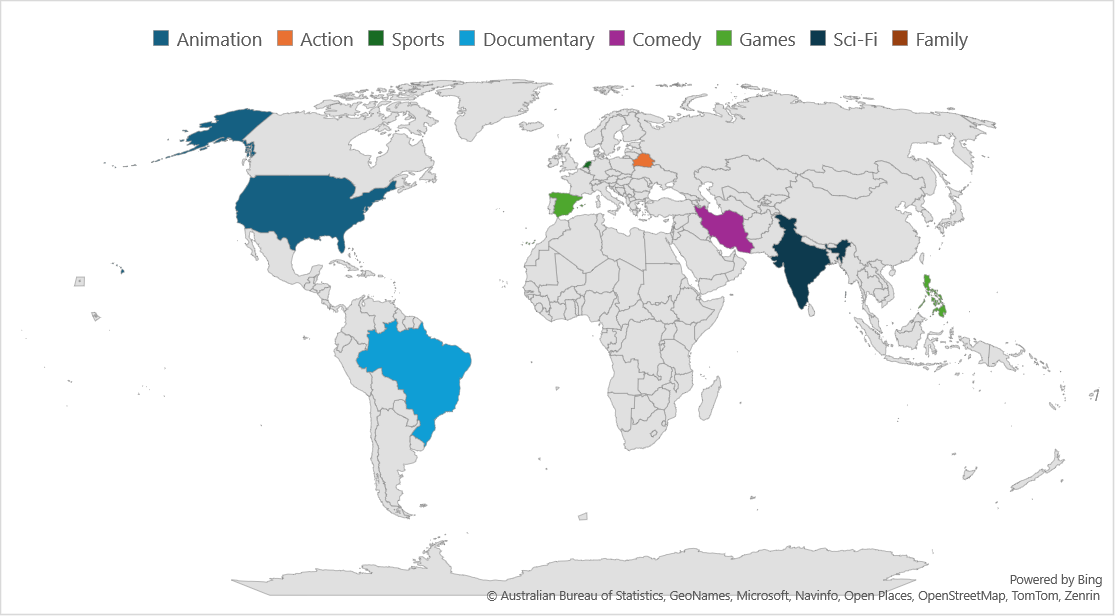 Animation Action Sports Documentary Comedy Games Sci-Fi Family
Powered by Bing
© Australian Bureau of Statistics, GeoNames, Microsoft, Navinfo, Open Places, OpenStreetMap, TomTom, Zenrin